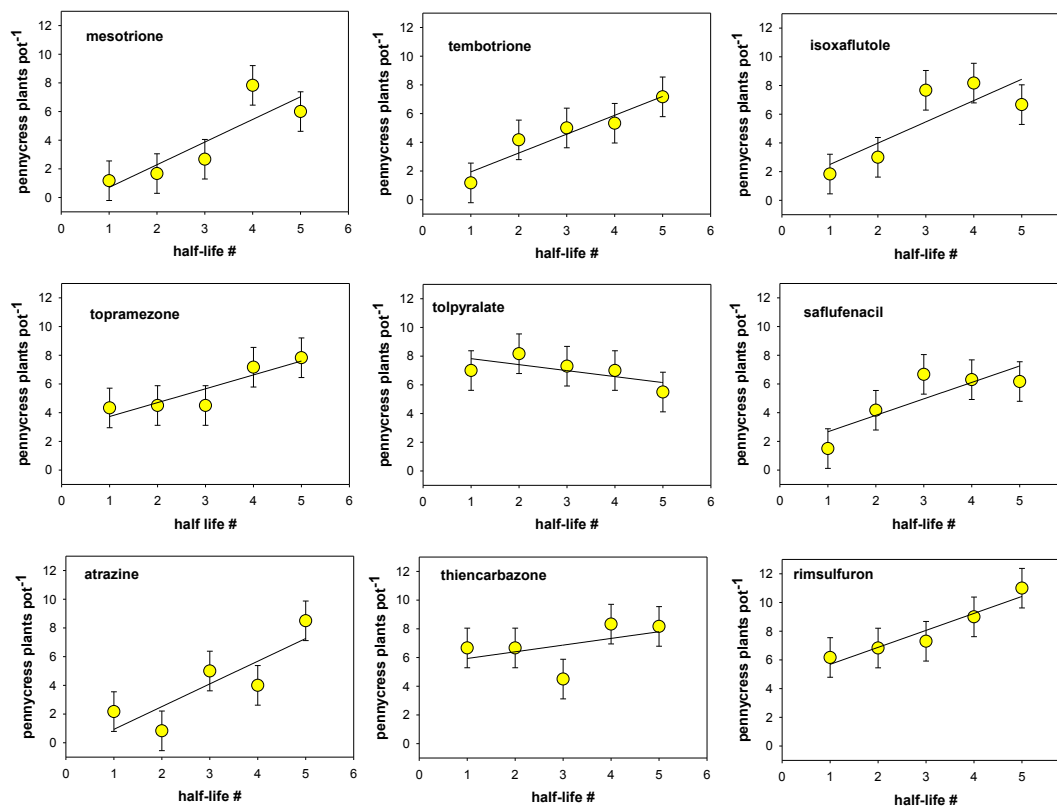 mesotrione
pennycress plants pot-1
12
10
8
6
4
2
0
0 1 2 3 4 5 6
half-life #
tembotrione
pennycress plants pot-1
12
10
8
6
4
2
0
0 1 2 3 4 5 6
half-life #
isoxaflutole
pennycress plants pot-1
12
10
8
6
4
2
0
0 1 2 3 4 5
half-life #
topramezone
pennycress plants pot-1
12
10
8
6
4
2
0
0 1 2 3 4 5 6
half life #
tolpyralate
pennycress plants pot-1
12
10
8
6
4
2
0
0 1 2 3 4 5 6
half-life #
saflufenacil
pennycress plants pot-1
12
10
8
6
4
2
0
0 1 2 3 4 5
half-life #
atrazine
pennycress plants pot-1
12
10
8
6
4
2
0
0 1 2 3 4 5 6
half-life #
thiencarbazone
pennycress plants pot-1
12
10
8
6
4
2
0
0 1 2 3 4 5 6
half-life #
rimsulfuron
pennycress plants pot-1
12
10
8
6
4
2
0
0 1 2 3 4 5
half-life #